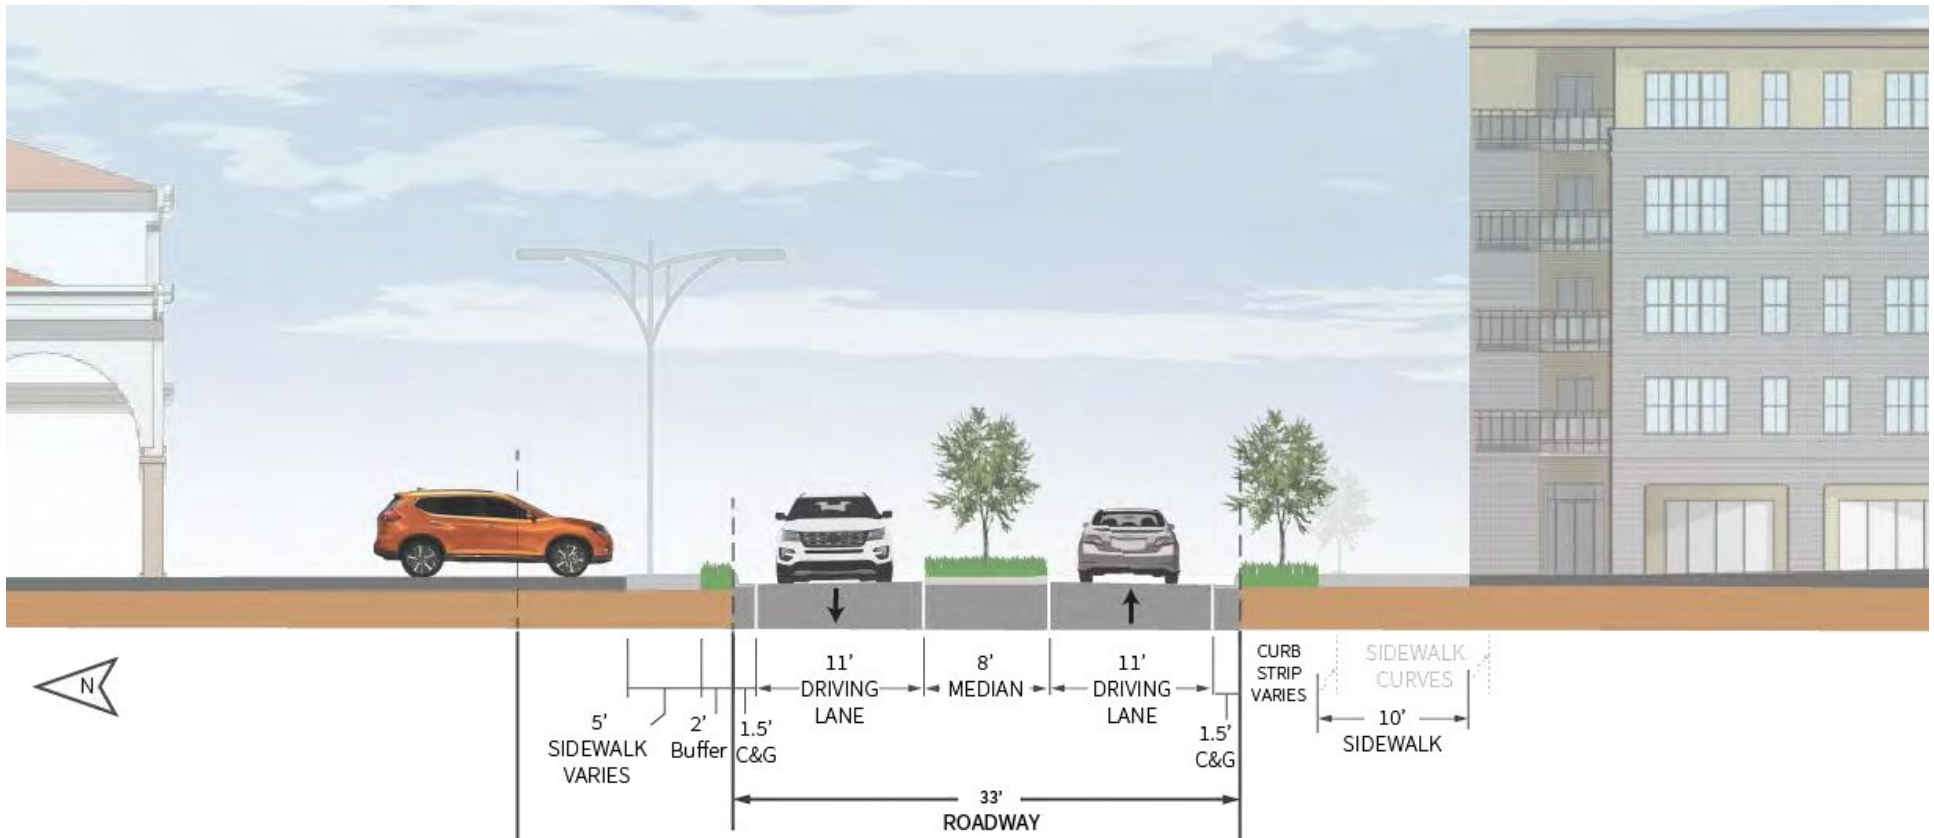 N
5'
SIDEWALK
VARIES
2'
Buffer
1.5'
C&G
11'
DRIVING
LANE
8'
MEDIAN
11'
DRIVING
LANE
1.5'
C&G
CURB
STRIP
VARIES
SIDEWALK
CURVES
10'
SIDEWALK
33'
ROADWAY